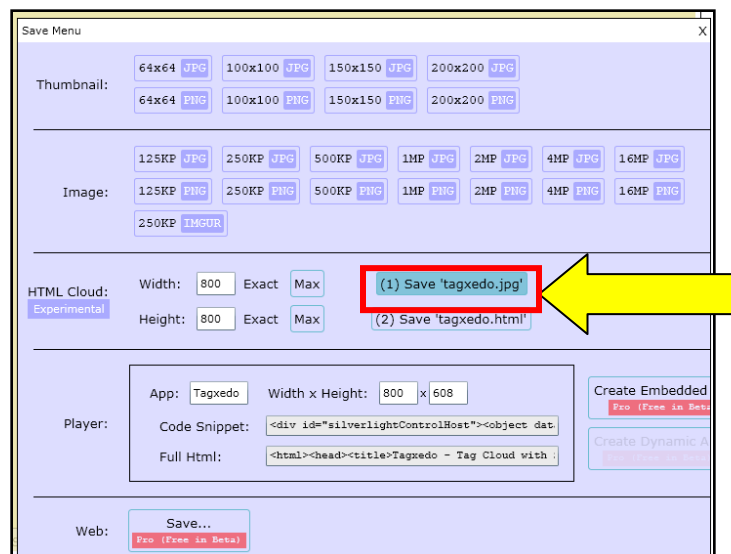 Save Menu X
Thumbnail:
64x64 JPG 100x100 JPG 150x150 JPG 200x200 JPG
64x64 PNG 100x100 PNG 150x150 PNG 200x200 PNG
Image:
125KP JPG 250KP JPG 500KP JPG 1MP JPG 2MP JPG 4MP JPG 16MP JPG
125KP PNG 250KP PNG 500KP PNG 1MP PNG 2MP PNG 4MP PNG 16MP PNG
250KP IMGUR
HTML Cloud:
Experimental
Width: 800 Exact Max (1) Save 'tagxedo.jpg'
Height: 800 Exact Max (2) Save 'tagxedo.html'
Player:
App: Tagxedo Width x Height: 800 x 608
Code Snippet: <div id="silverlightControlHost"><object dat
Full Html: <html><head><title>Tagxedo - Tag Cloud with
Create Embedded
Pro (Free in Beta
Create Dynamic A
Web:
Save...
Pro (Free in Beta)